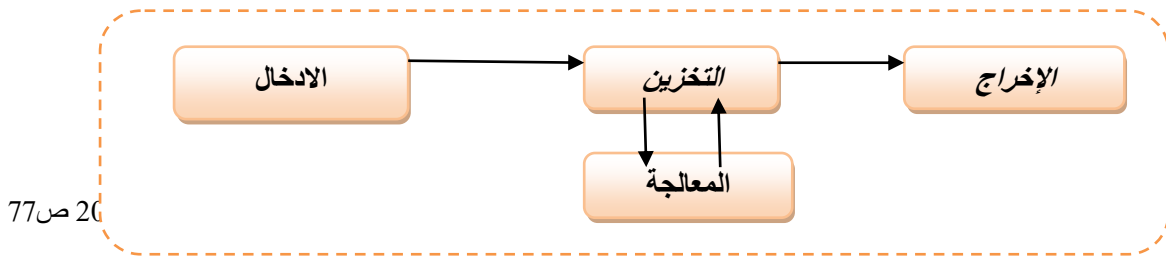 الادخال
التخزين
الإخراج
المعالجة
20 ص77